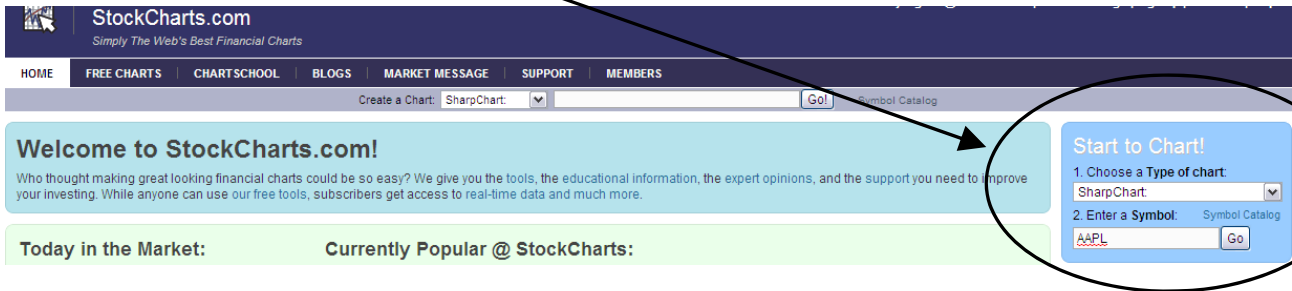 StockCharts.com
Simply The Web's Best Financial Charts
HOME FREE CHARTS CHARTSCHOOL BLOGS MARKET MESSAGE SUPPORT MEMBERS
Create a Chart: SharpChart: Go! Symbol Catalog
Welcome to StockCharts.com!
Who thought making great looking financial charts could be so easy? We give you the tools, the educational information, the expert opinions, and the support you need to improve
your investing. While anyone can use our free tools, subscribers get access to real-time data and much more.
Start to Chart!
1. Choose a Type of chart:
SharpChart:
2. Enter a Symbol: Symbol Catalog
AAPL Go
Today in the Market: Currently Popular @ StockCharts: